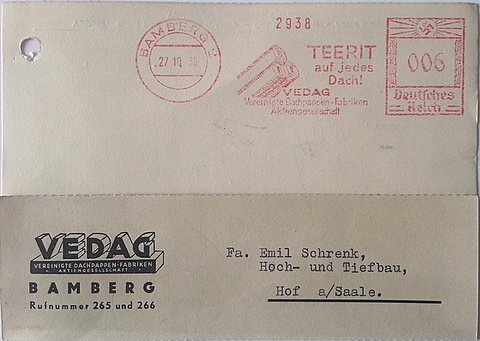 2938
BAMBERG 2
27 10 38
TEERIT
auf jedes
Dach!
VEDAG
Vereinigte Dachpappen-Fabriken
Aktiengesellschaft
006
Deutsches
Reich
VEDAG
VEREINIGTE DACHPAPPEN-FABRIKEN
AKTIENGESELLSCHAFT
BAMBERG
Rufnummer 265 und 266
Fa. Emil Schrenk,
Hoch- und Tiefbau,
Hof a/Saale.